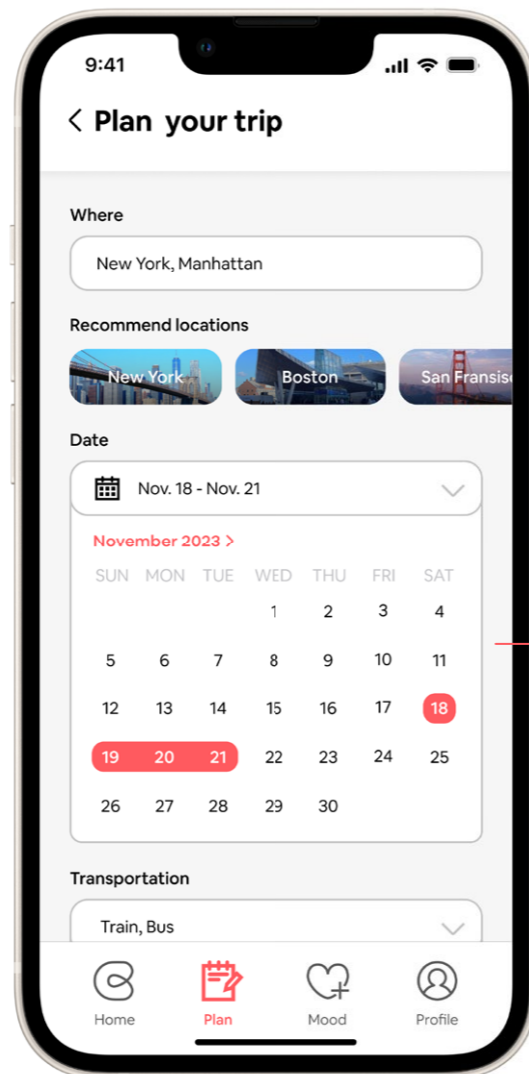 9:41
Plan your trip
Where
New York, Manhattan
Recommend locations
New York Boston San Fransis
Date
Nov. 18 - Nov. 21
November 2023 >
SUN MON TUE WED THU FRI SAT
1 2 3 4
5 6 7 8 9 10 11
12 13 14 15 16 17 18
19 20 21 22 23 24 25
26 27 28 29 30
Transportation
Train, Bus
Home Plan Mood Profile